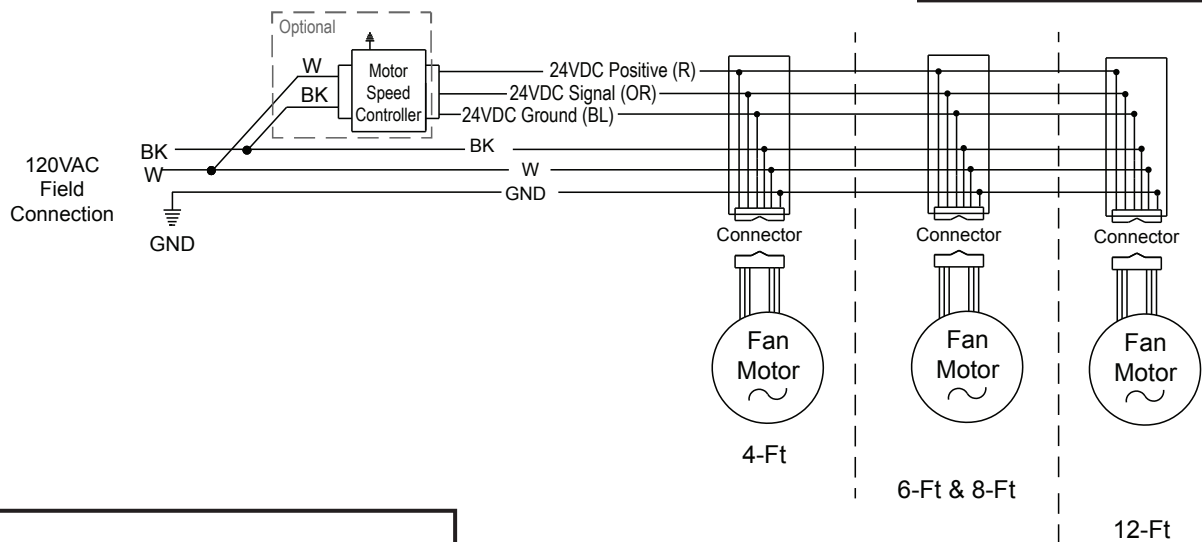 Optional
W
BK
Motor
Speed
Controller
24VDC Positive (R)
24VDC Signal (OR)
24VDC Ground (BL)
BK
W
GND
120VAC
Field
Connection
BK
W
GND
Connector
Connector
Connector
Fan
Motor
Fan
Motor
Fan
Motor
4-Ft
6-Ft & 8-Ft
12-Ft